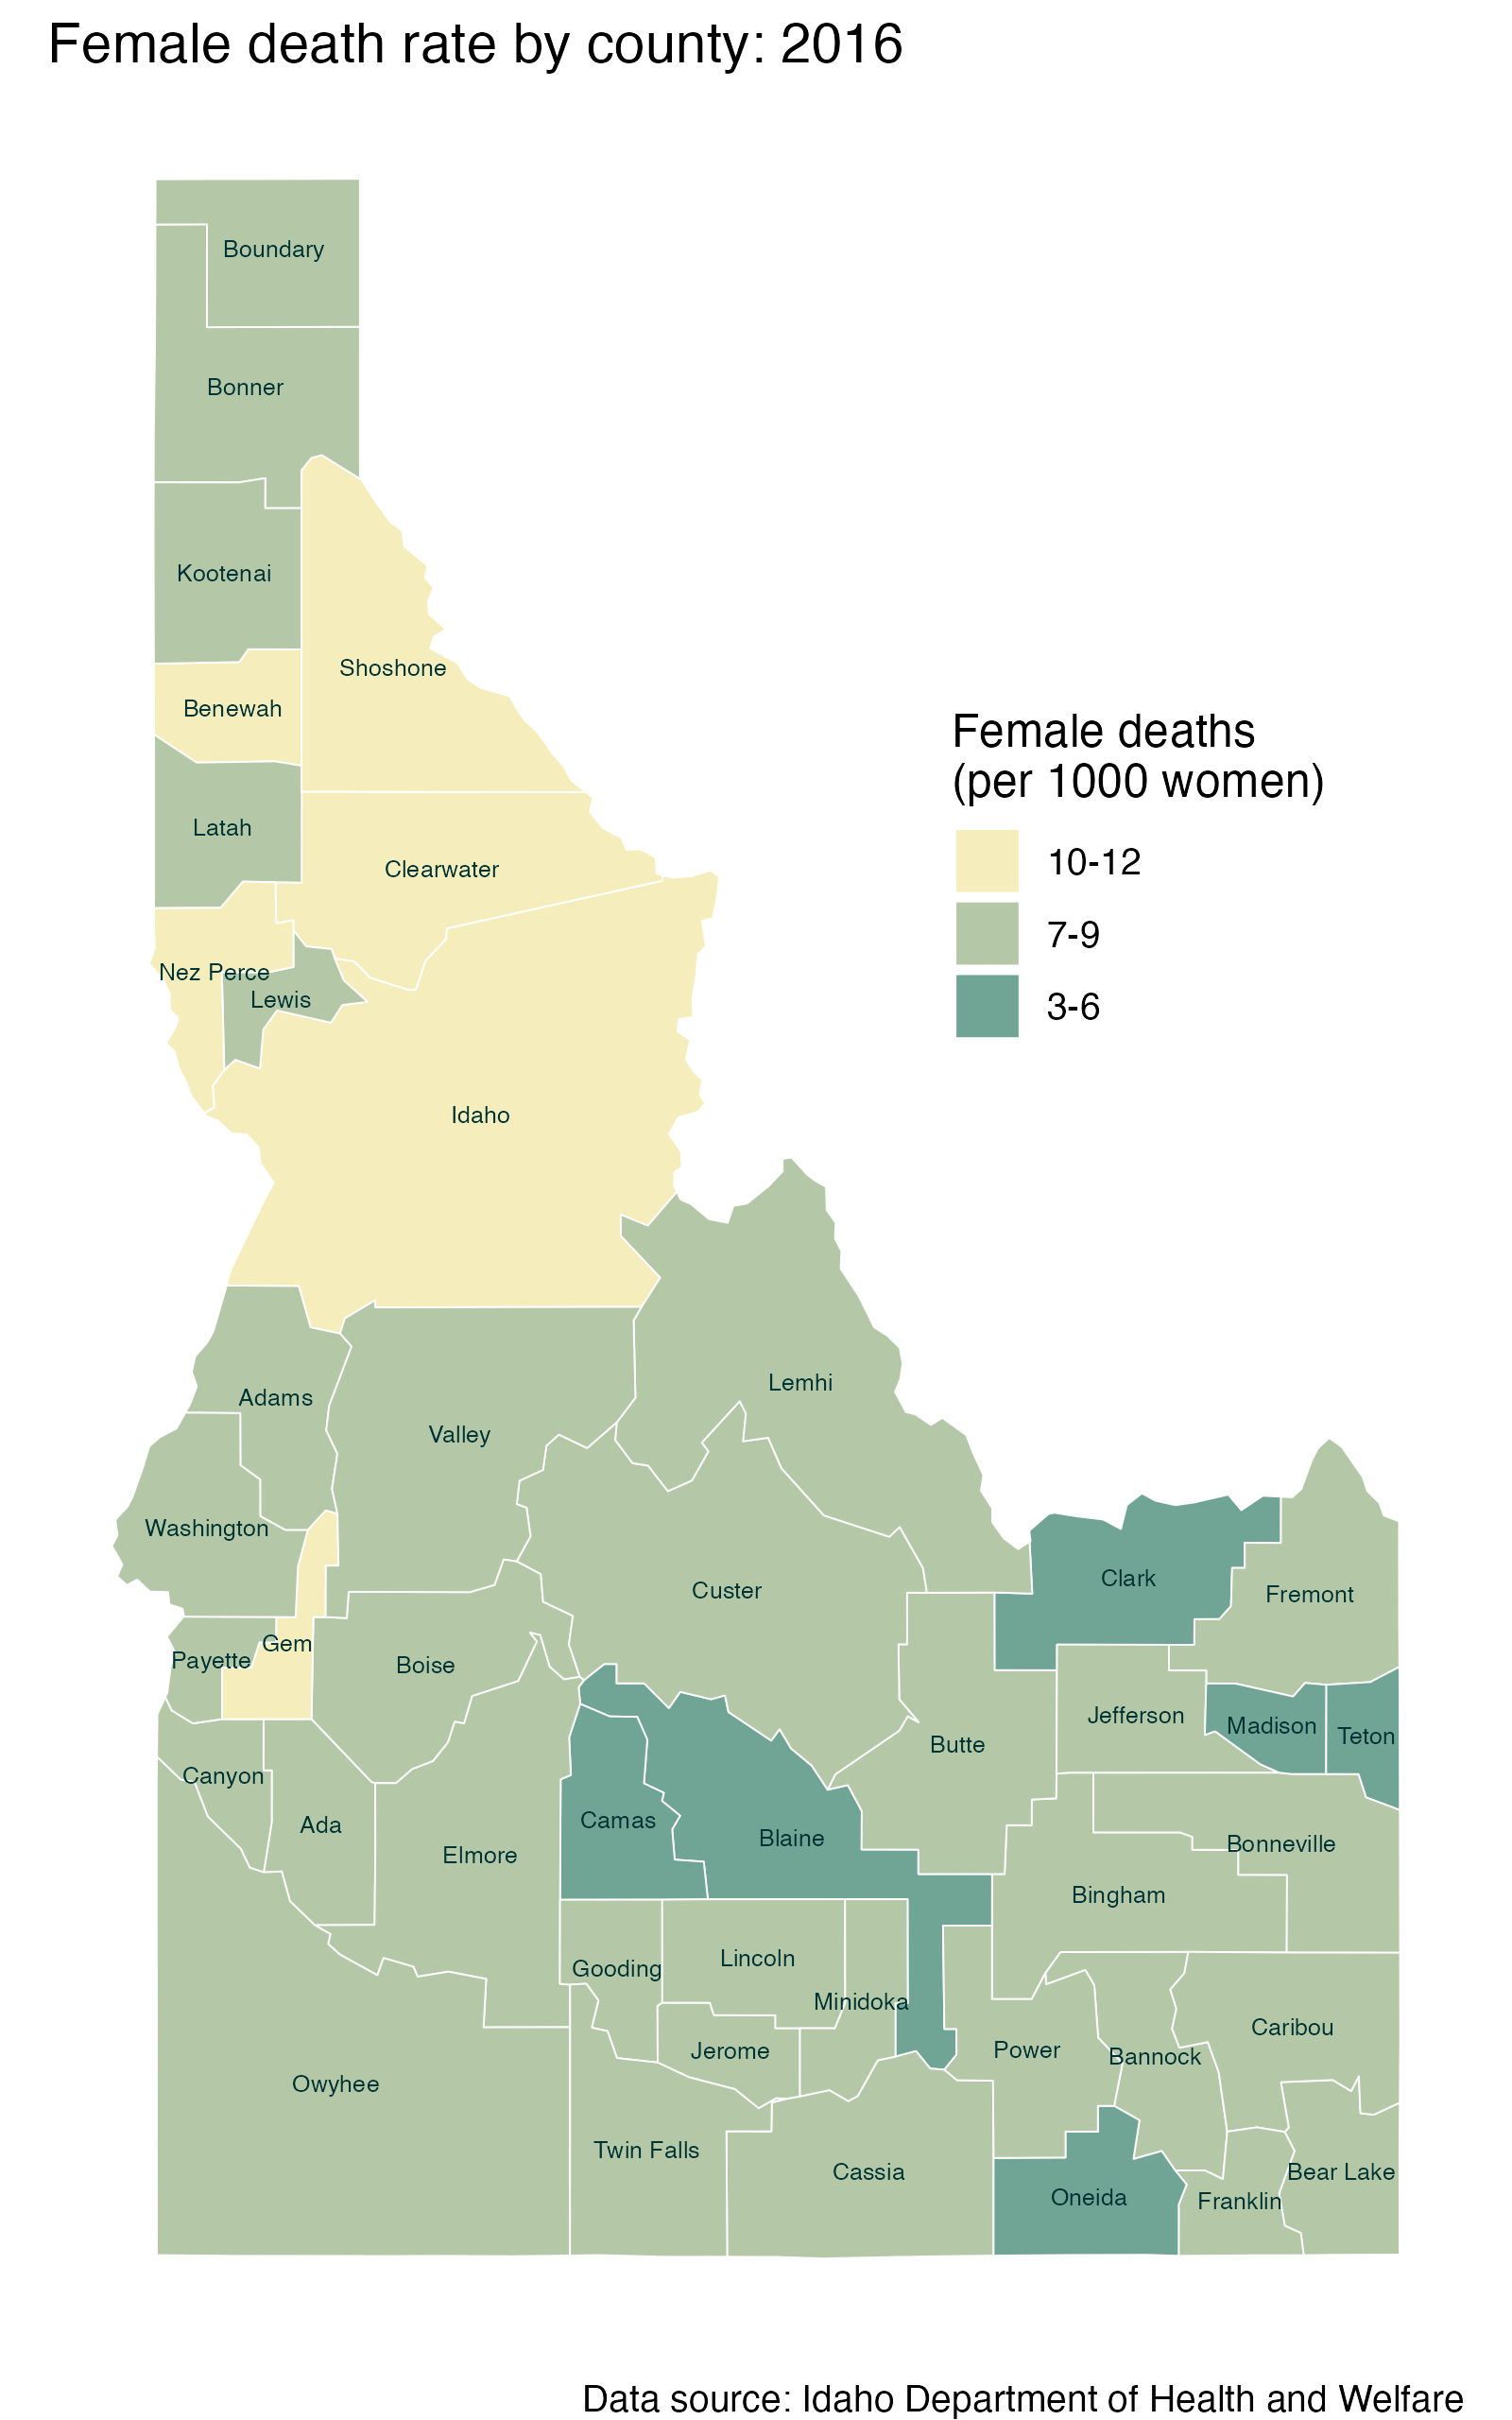 Female death rate by county: 2016
Boundary
Bonner
Kootenai
Shoshone
Benewah
Female deaths
(per 1000 women)
10-12
7-9
3-6
Latah
Clearwater
Nez Perce
Lewis
Idaho
Lemhi
Adams
Valley
Washington
Clark
Custer
Fremont
Gem
Payette
Boise
Jefferson
Madison
Teton
Butte
Canyon
Camas
Ada
Blaine
Bonneville
Elmore
Bingham
Lincoln
Gooding
Minidoka
Caribou
Jerome
Power
Bannock
Owyhee
Twin Falls
Cassia
Bear Lake
Oneida
Franklin
Data source: Idaho Department of Health and Welfare